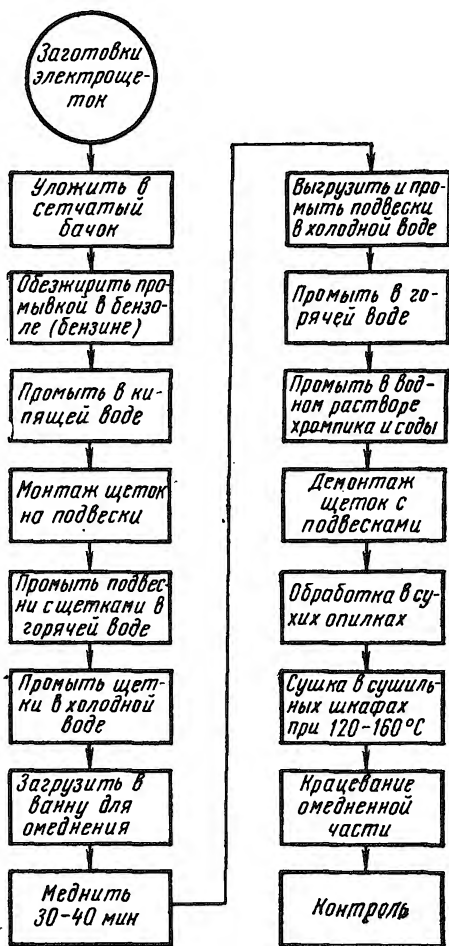 Заготовки
электроще-
ток
Уложить в
сетчатый
бачок
Обезжирить про-
мывкой в бензо-
ле (бензине)
Промыть в ки-
пящей воде
Монтаж щеток
на подвески
Промыть подвес-
ни с щетками в
горячей воде
Промыть щет-
ки в холодной
воде
Загрузить в
ванну для
омеднения
Меднить
30-40 мин
Выгрузить и про-
мыть подвески
в холодной воде
Промыть в го-
рячей воде
Промыть в вод-
ном растворе
хромпика и соды
Демонтаж
щеток с
подвесками
Обработка в су-
хих опилках
Сушка в сушиль-
ных шкафах
при 120-160°С
Крацевание
омедненной
части
Контроль